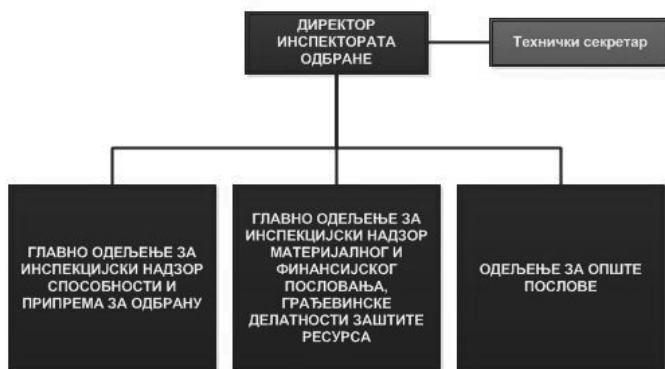 ДИРЕКТОР
ИНСПЕКТОРАТА
ОДБРАНЕ
Технички секретар
ГЛАВНО ОДЕЉЕЊЕ ЗА
ИНСПЕКЦИЈСКИ НАДЗОР
СПОСОБНОСТИ И
ПРИПРЕМА ЗА ОДБРАНУ
ГЛАВНО ОДЕЉЕЊЕ ЗА
ИНСПЕКЦИЈСКИ НАДЗОР
МАТЕРИЈАЛНОГ И
ФИНАНСИЈСКОГ
ПОСЛОВАЊА,
ГРАЂЕВИНСКЕ
ДЕЛАТНОСТИ ЗАШТИТЕ
РЕСУРСА
ОДЕЉЕЊЕ ЗА ОПШТЕ
ПОСЛОВЕ